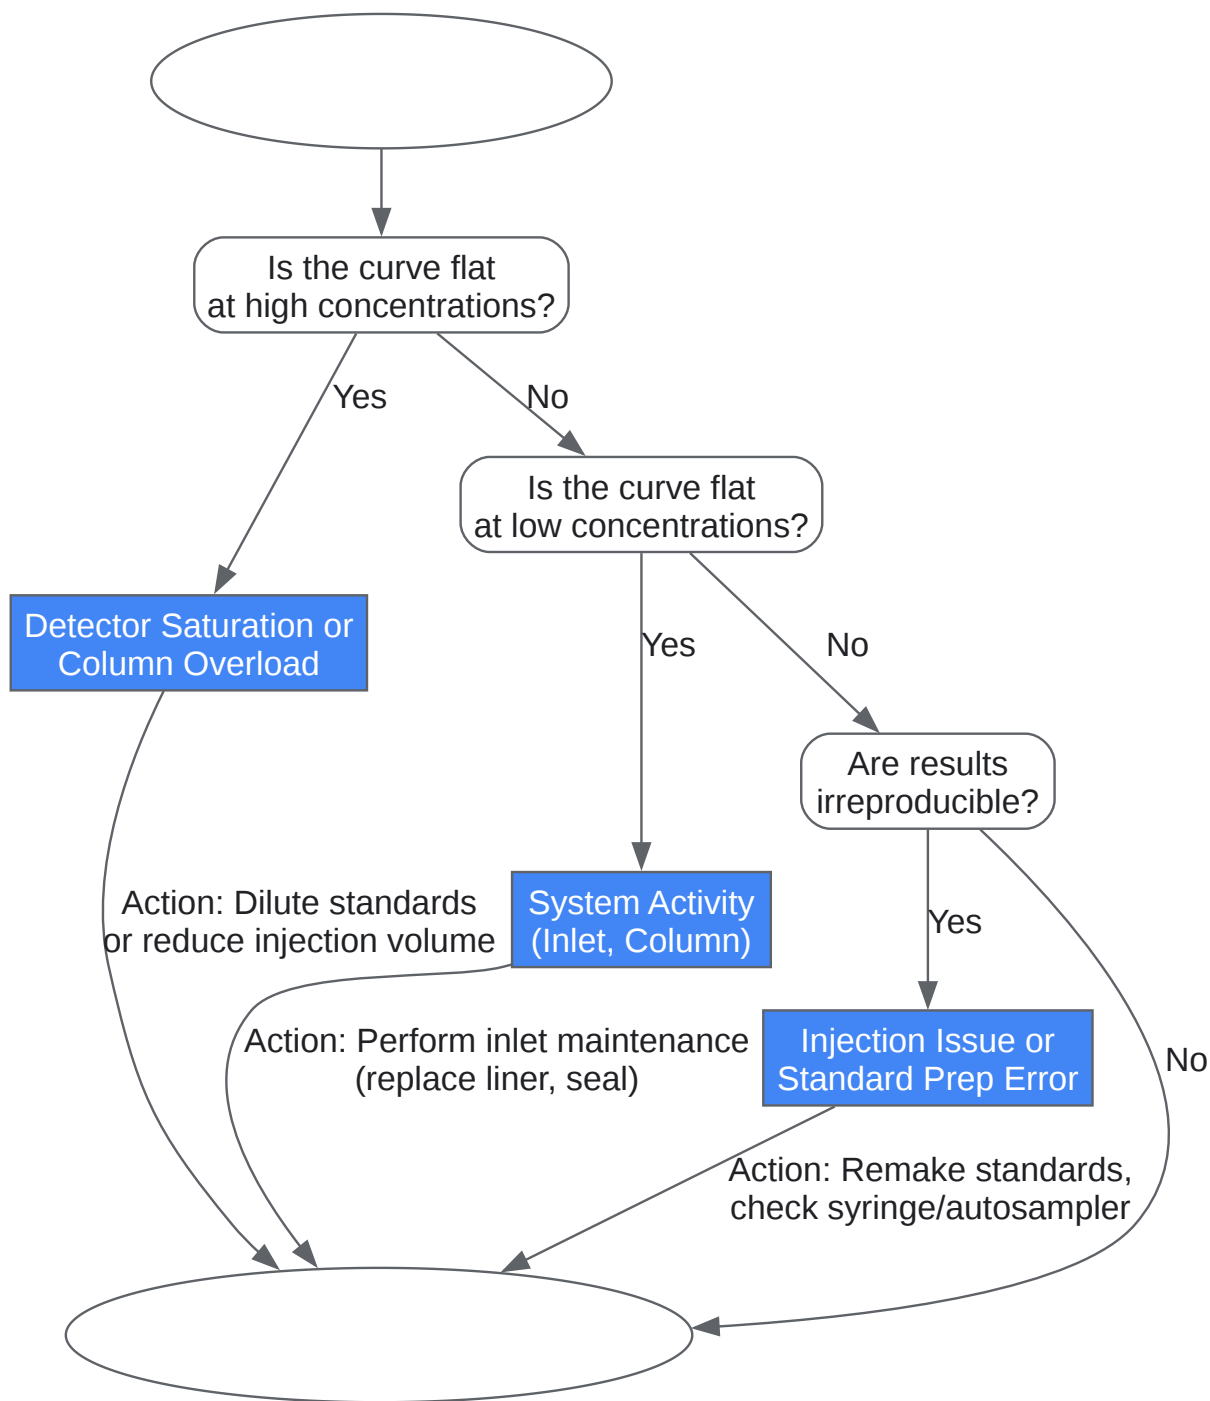 Is the curve flat
at high concentrations?
Yes
No
Is the curve flat
at low concentrations?
Detector Saturation or
Column Overload
Yes
No
Are results
irreproducible?
Action: Dilute standards
or reduce injection volume
System Activity
(Inlet, Column)
Yes
Action: Perform inlet maintenance
(replace liner, seal)
Injection Issue or
Standard Prep Error
No
Action: Remake standards,
check syringe/autosampler